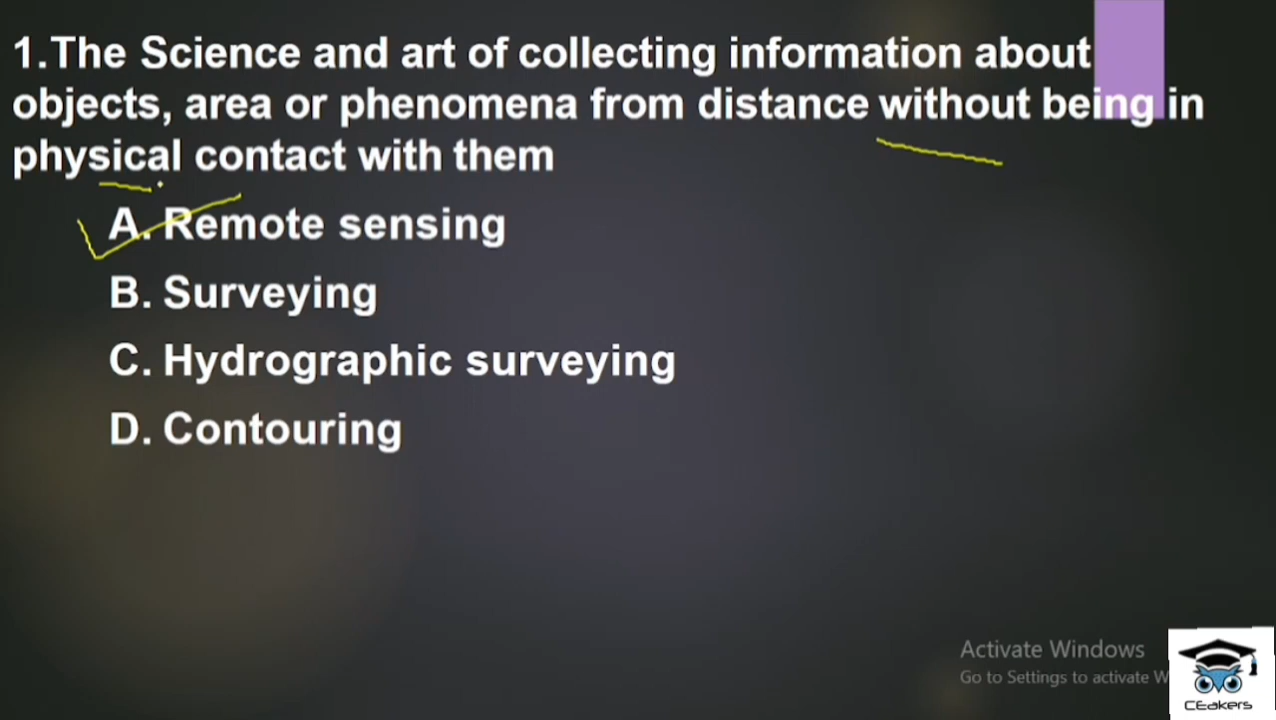 1.The Science and art of collecting information about
objects, area or phenomena from distance without being in
physical contact with them
A. Remote sensing
B. Surveying
C. Hydrographic surveying
D. Contouring
Activate Windows
Go to Settings to activate W
CEakers